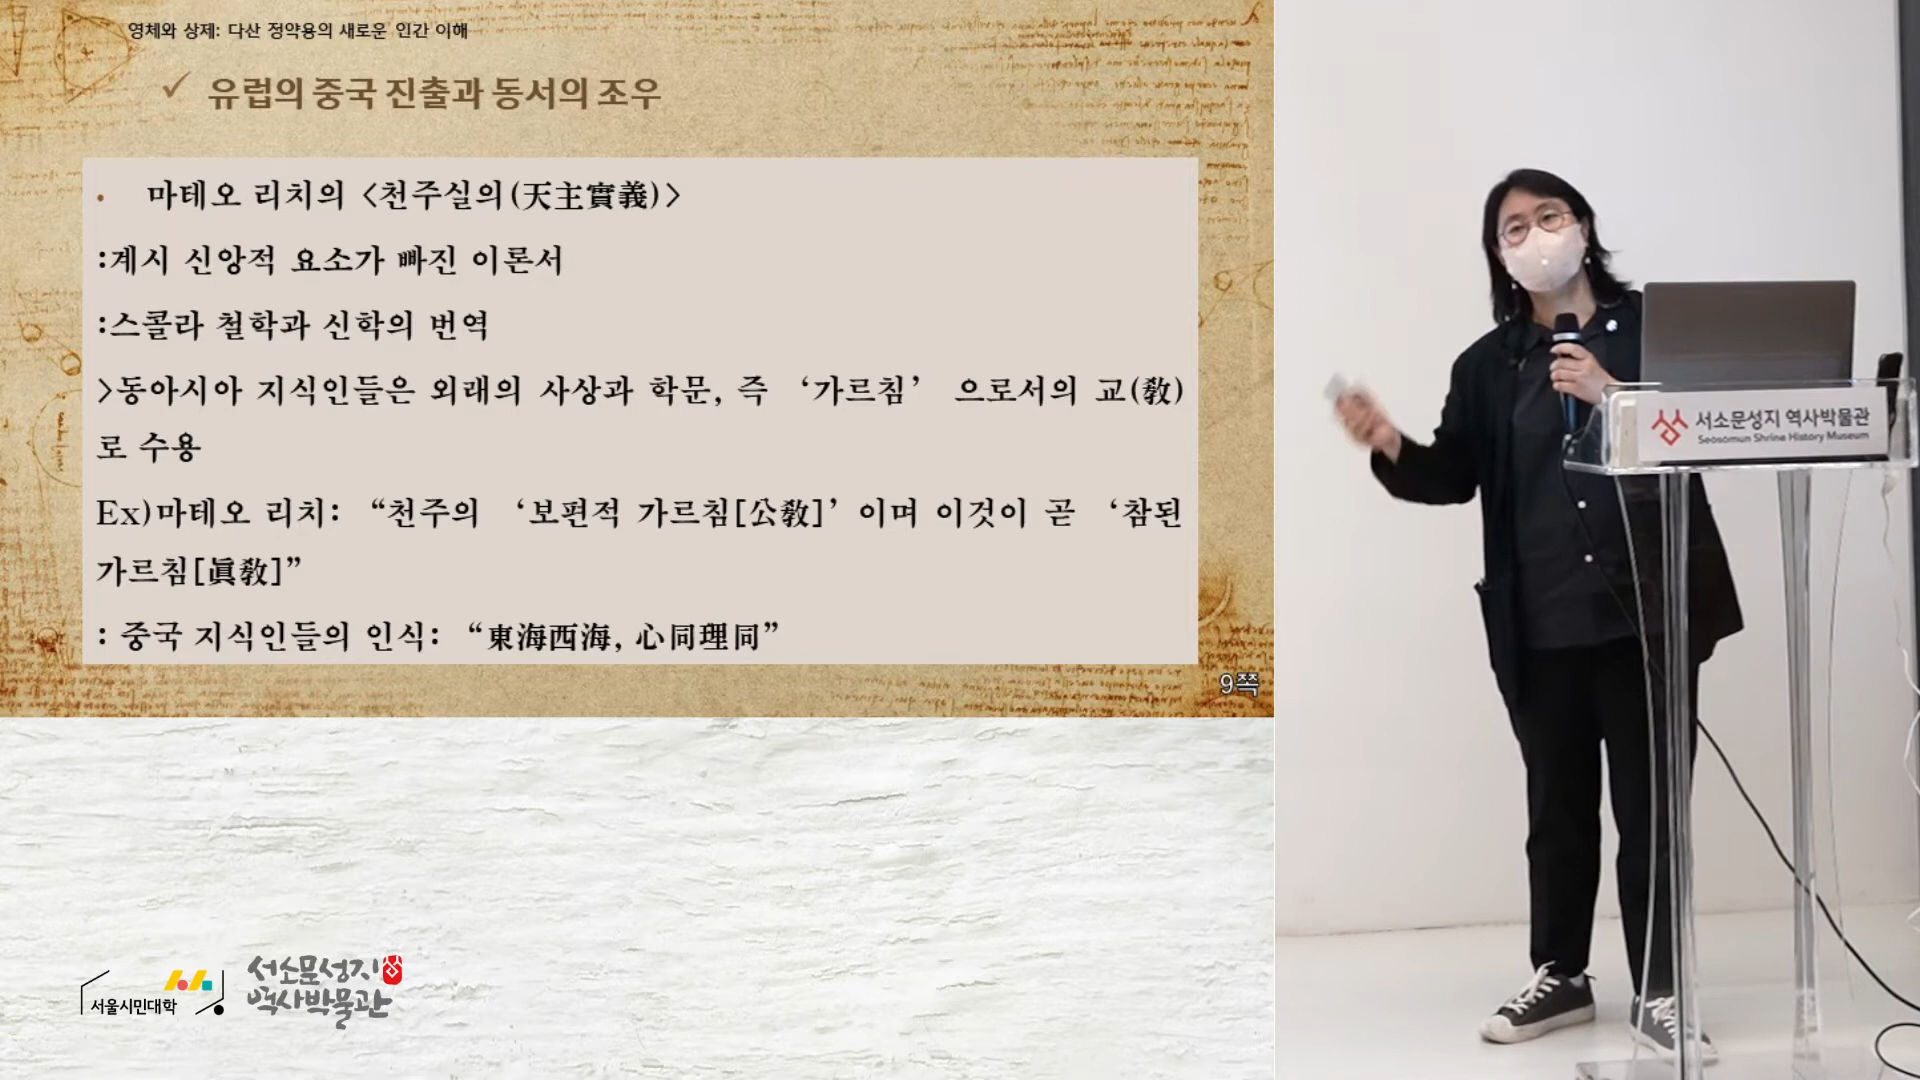 영체와 상제: 다산 정약용의 새로운 인간 이해
✓ 유럽의 중국 진출과 동서의 조우
• 마테오 리치의 <천주실의(天主實義)>
:계시 신앙적 요소가 빠진 이론서
:스콜라 철학과 신학의 번역
>동아시아 지식인들은 외래의 사상과 학문, 즉 ‘가르침’ 으로서의 교(敎)
로 수용
Ex)마테오 리치: “천주의 ‘보편적 가르침[公敎]’이며 이것이 곧 ‘참된
가르침[眞敎]”
: 중국 지식인들의 인식: “東海西海, 心同理同”
9쪽
서소문성지 역사박물관
Seosomun Shrine History Museum
서울시민대학
서소문성지
역사박물관